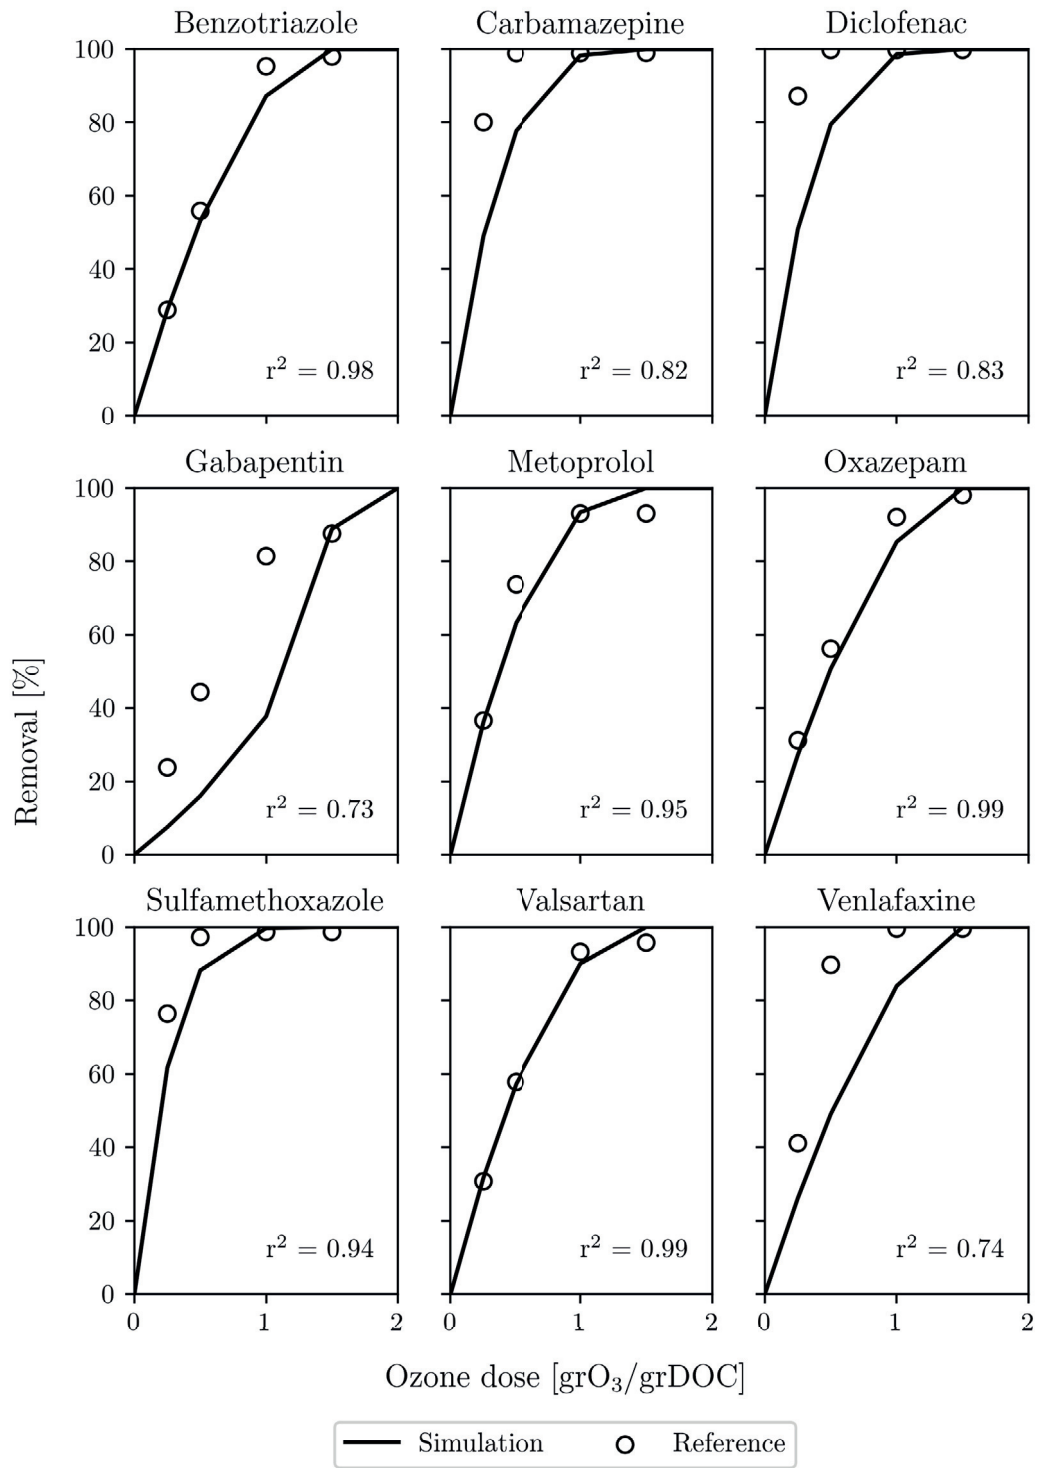 Benzotriazole Carbamazepine Diclofenac
100
80
60
40
20
0
r² = 0.98 r² = 0.82 r² = 0.83
Gabapentin Metoprolol Oxazepam
100
80
60
40
20
0
r² = 0.73 r² = 0.95 r² = 0.99
Removal [%]
Sulfamethoxazole Valsartan Venlafaxine
100
80
60
40
20
0
r² = 0.94 r² = 0.99 r² = 0.74
0 1 2 0 1 2 0 1 2
Ozone dose [grO₃/grDOC]
Simulation Reference